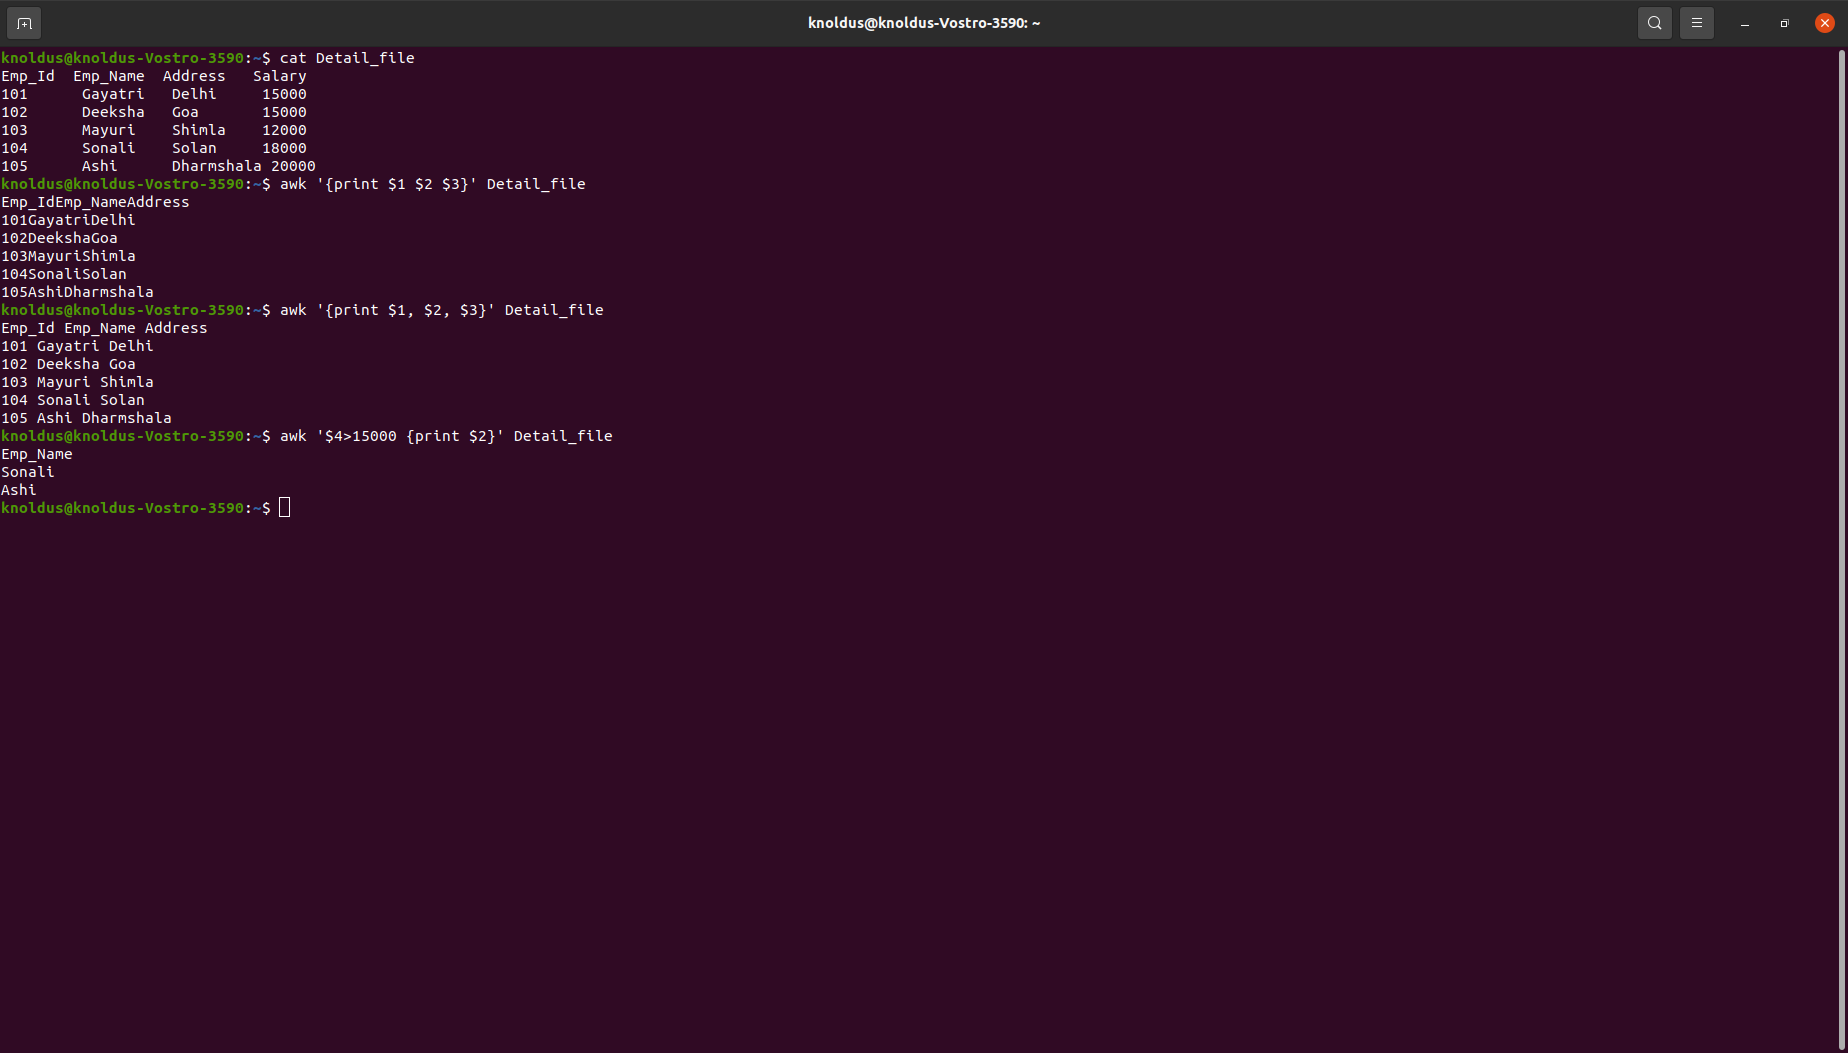 knoldus@knoldus-Vostro-3590: ~
knoldus@knoldus-Vostro-3590:~$ cat Detail_file
Emp_Id  Emp_Name  Address   Salary
101      Gayatri   Delhi     15000
102      Deeksha   Goa       15000
103      Mayuri    Shimla    12000
104      Sonali    Solan     18000
105      Ashi      Dharmshala 20000
knoldus@knoldus-Vostro-3590:~$ awk '{print $1 $2 $3}' Detail_file
Emp_IdEmp_NameAddress
101GayatriDelhi
102DeekshaGoa
103MayuriShimla
104SonaliSolan
105AshiDharmshala
knoldus@knoldus-Vostro-3590:~$ awk '{print $1, $2, $3}' Detail_file
Emp_Id Emp_Name Address
101 Gayatri Delhi
102 Deeksha Goa
103 Mayuri Shimla
104 Sonali Solan
105 Ashi Dharmshala
knoldus@knoldus-Vostro-3590:~$ awk '$4>15000 {print $2}' Detail_file
Emp_Name
Sonali
Ashi
knoldus@knoldus-Vostro-3590:~$